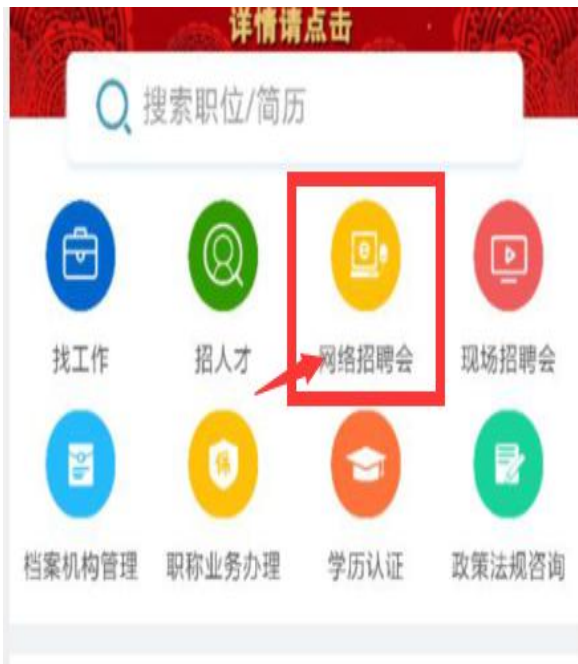 详情请点击
搜索职位/简历
找工作
招人才
网络招聘会
现场招聘会
保
档案机构管理
职称业务办理
学历认证
政策法规咨询